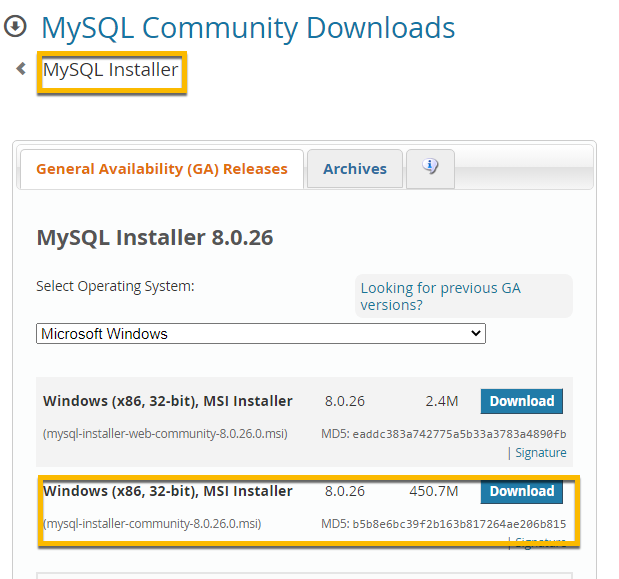 MySQL Community Downloads
MySQL Installer
General Availability (GA) Releases
Archives
MySQL Installer 8.0.26
Select Operating System:
Looking for previous GA
versions?
Microsoft Windows
Windows (x86, 32-bit), MSI Installer 8.0.26 2.4M Download
(mysql-installer-web-community-8.0.26.0.msi) MD5: eaddc383a742775a5b33a3783a4890fb
| Signature
Windows (x86, 32-bit), MSI Installer 8.0.26 450.7M Download
(mysql-installer-community-8.0.26.0.msi) MD5: b5b8e6bc39f2b163b817264ae206b815
| Signature